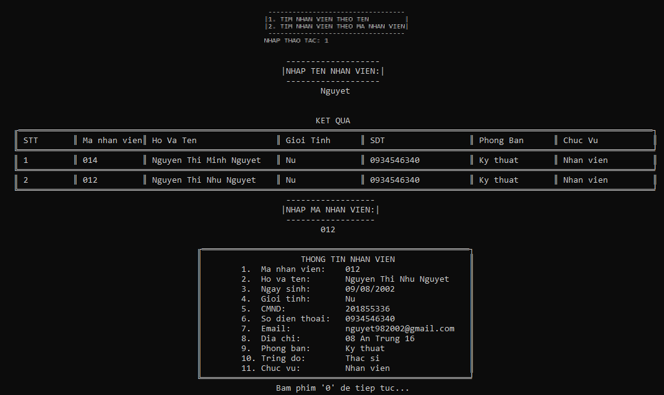 1. TIM NHAN VIEN THEO TEN
2. TIM NHAN VIEN THEO MA NHAN VIEN
NHAP THAO TAC: 1
NHAP TEN NHAN VIEN:
Nguyet
KET QUA
STT Ma nhan vien Ho Va Ten Gioi Tinh SDT Phong Ban Chuc Vu
1 014 Nguyen Thi Minh Nguyet Nu 0934546340 Ky thuat Nhan vien
2 012 Nguyen Thi Nhu Nguyet Nu 0934546340 Ky thuat Nhan vien
NHAP MA NHAN VIEN:
012
THONG TIN NHAN VIEN
1. Ma nhan vien: 012
2. Ho va ten: Nguyen Thi Nhu Nguyet
3. Ngay sinh: 09/08/2002
4. Gioi tinh: Nu
5. CMND: 201855336
6. So dien thoai: 0934546340
7. Email: nguyet982002@gmail.com
8. Dia chi: 08 An Trung 16
9. Phong ban: Ky thuat
10. Tring do: Thac si
11. Chuc vu: Nhan vien
Bam phim '0' de tiep tuc...